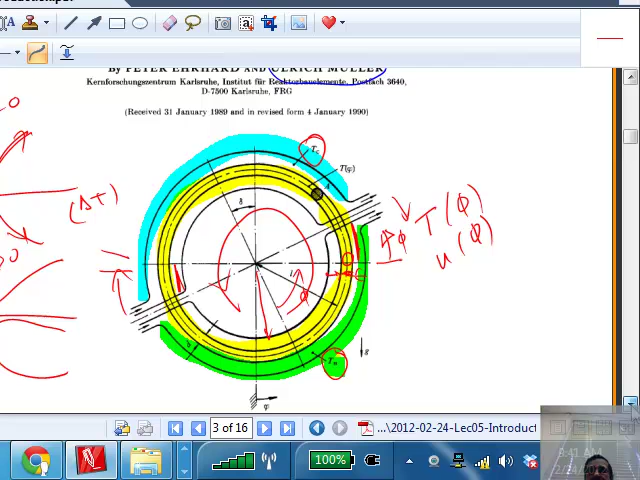 By PETER EHRHARD AND ULRICH MÜLLER
Kernforschungszentrum Karlsruhe, Institut für Reaktorbauelemente, Postfach 3640,
D-7500 Karlsruhe, FRG
(Received 31 January 1989 and in revised form 4 January 1990)
T(φ)
A
δ
(ΔT)
T(φ)
u(φ)
φ
g
b
φ
3 of 16
...\2012-02-24-Lec05-Introduct
100%